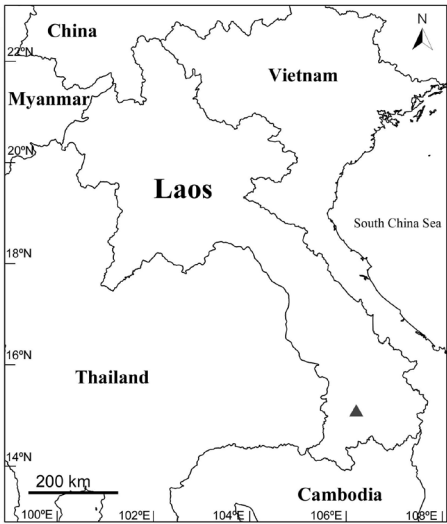 China
N
22°N
Vietnam
Myanmar
20°N
Laos
South China Sea
18°N
16°N
Thailand
14°N
200 km
Cambodia
100°E
102°E
104°E
106°E
108°E